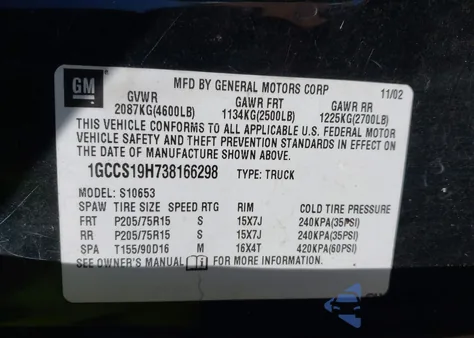 GM
MFD BY GENERAL MOTORS CORP 11/02
GVWR GAWR FRT GAWR RR
2087KG(4600LB) 1134KG(2500LB) 1225KG(2700LB)
THIS VEHICLE CONFORMS TO ALL APPLICABLE U.S. FEDERAL MOTOR
VEHICLE SAFETY AND THEFT PREVENTION STANDARDS IN EFFECT ON
THE DATE OF MANUFACTURE SHOWN ABOVE.
1GCCS19H738166298 TYPE: TRUCK
MODEL: S10653
SPAW TIRE SIZE SPEED RTG RIM COLD TIRE PRESSURE
FRT P205/75R15 S 15X7J 240KPA(35PSI)
RR P205/75R15 S 15X7J 240KPA(35PSI)
SPA T155/90D16 M 16X4T 420KPA(60PSI)
SEE OWNER'S MANUAL i FOR MORE INFORMATION.